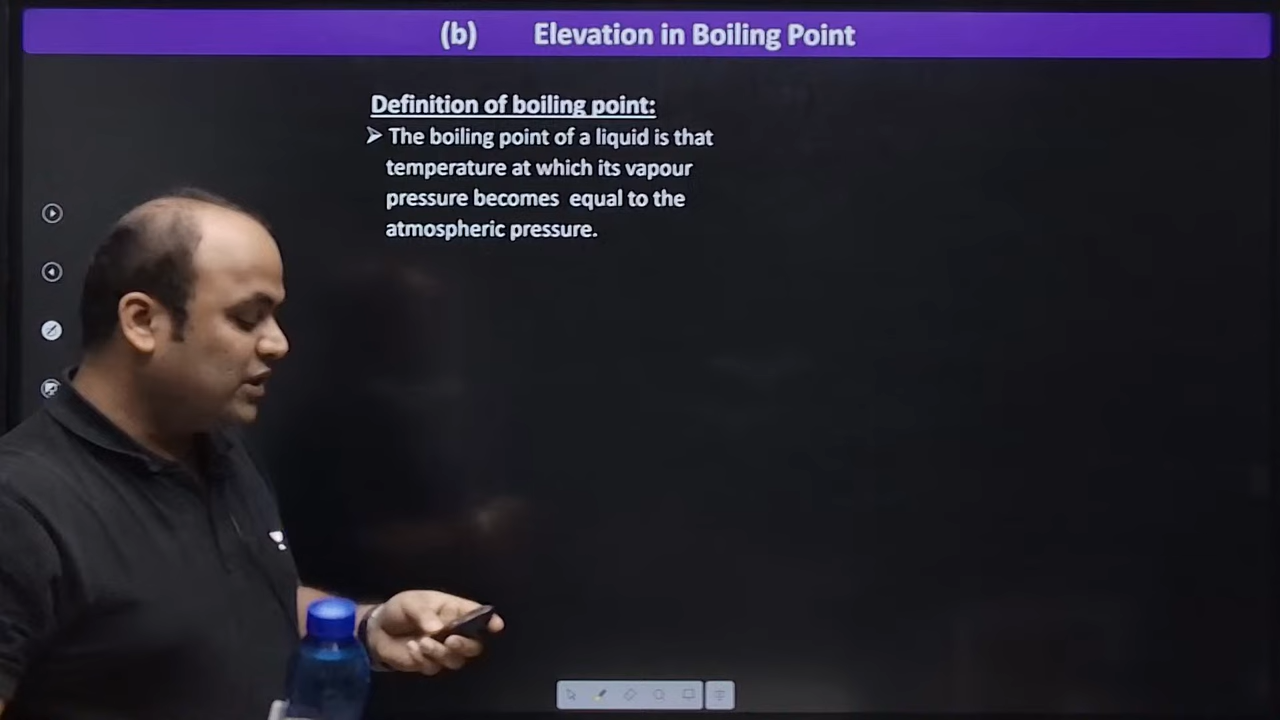 (b) Elevation in Boiling Point
Definition of boiling point:
➢ The boiling point of a liquid is that
temperature at which its vapour
pressure becomes equal to the
atmospheric pressure.